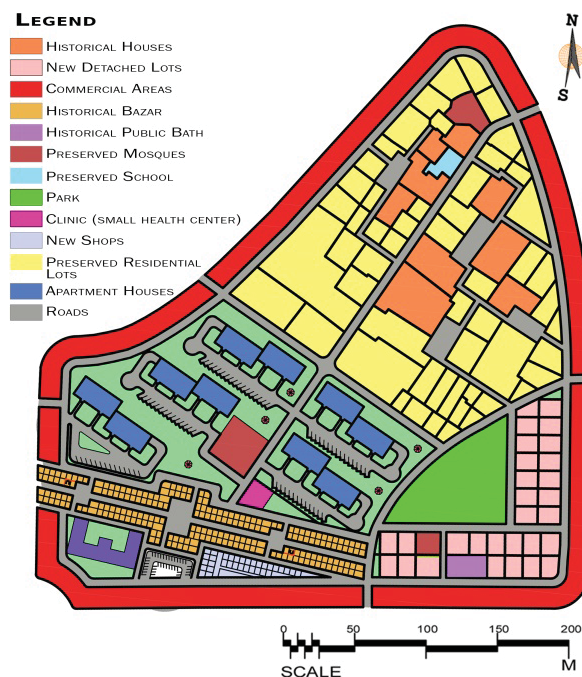 LEGEND
HISTORICAL HOUSES
NEW DETACHED LOTS
COMMERCIAL AREAS
HISTORICAL BAZAR
HISTORICAL PUBLIC BATH
PRESERVED MOSQUES
PRESERVED SCHOOL
PARK
CLINIC (SMALL HEALTH CENTER)
NEW SHOPS
PRESERVED RESIDENTIAL
LOTS
APARTMENT HOUSES
ROADS
N
S
0 50 100 150 200
SCALE
M